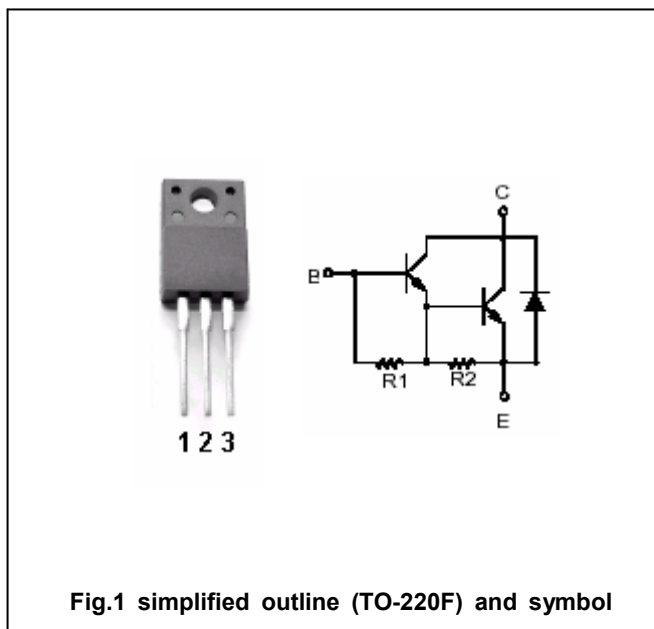 C
B
R1 R2
E
1 2 3
Fig.1 simplified outline (TO-220F) and symbol